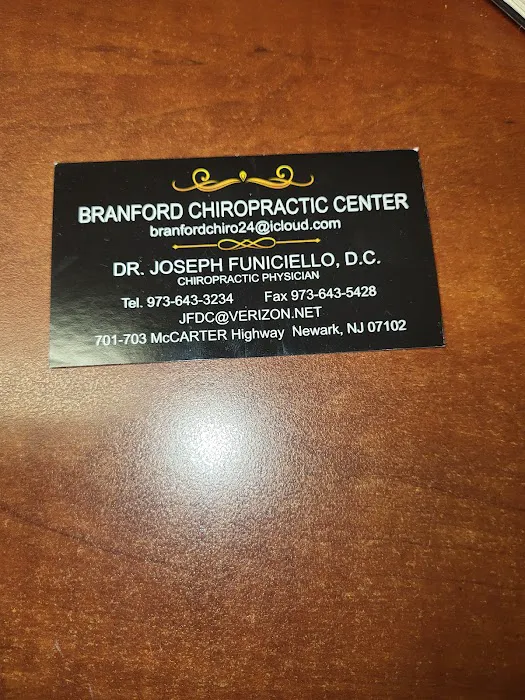 BRANFORD CHIROPRACTIC CENTER
branfordchiro24@icloud.com
DR. JOSEPH FUNICIELLO, D.C.
CHIROPRACTIC PHYSICIAN
Tel. 973-643-3234 Fax 973-643-5428
JFDC@VERIZON.NET
701-703 McCARTER Highway Newark, NJ 07102